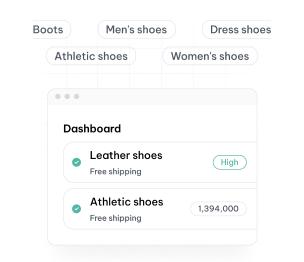 Boots
Men's shoes
Dress shoes
Athletic shoes
Women's shoes
Dashboard
Leather shoes
High
Free shipping
Athletic shoes
1,394,000
Free shipping